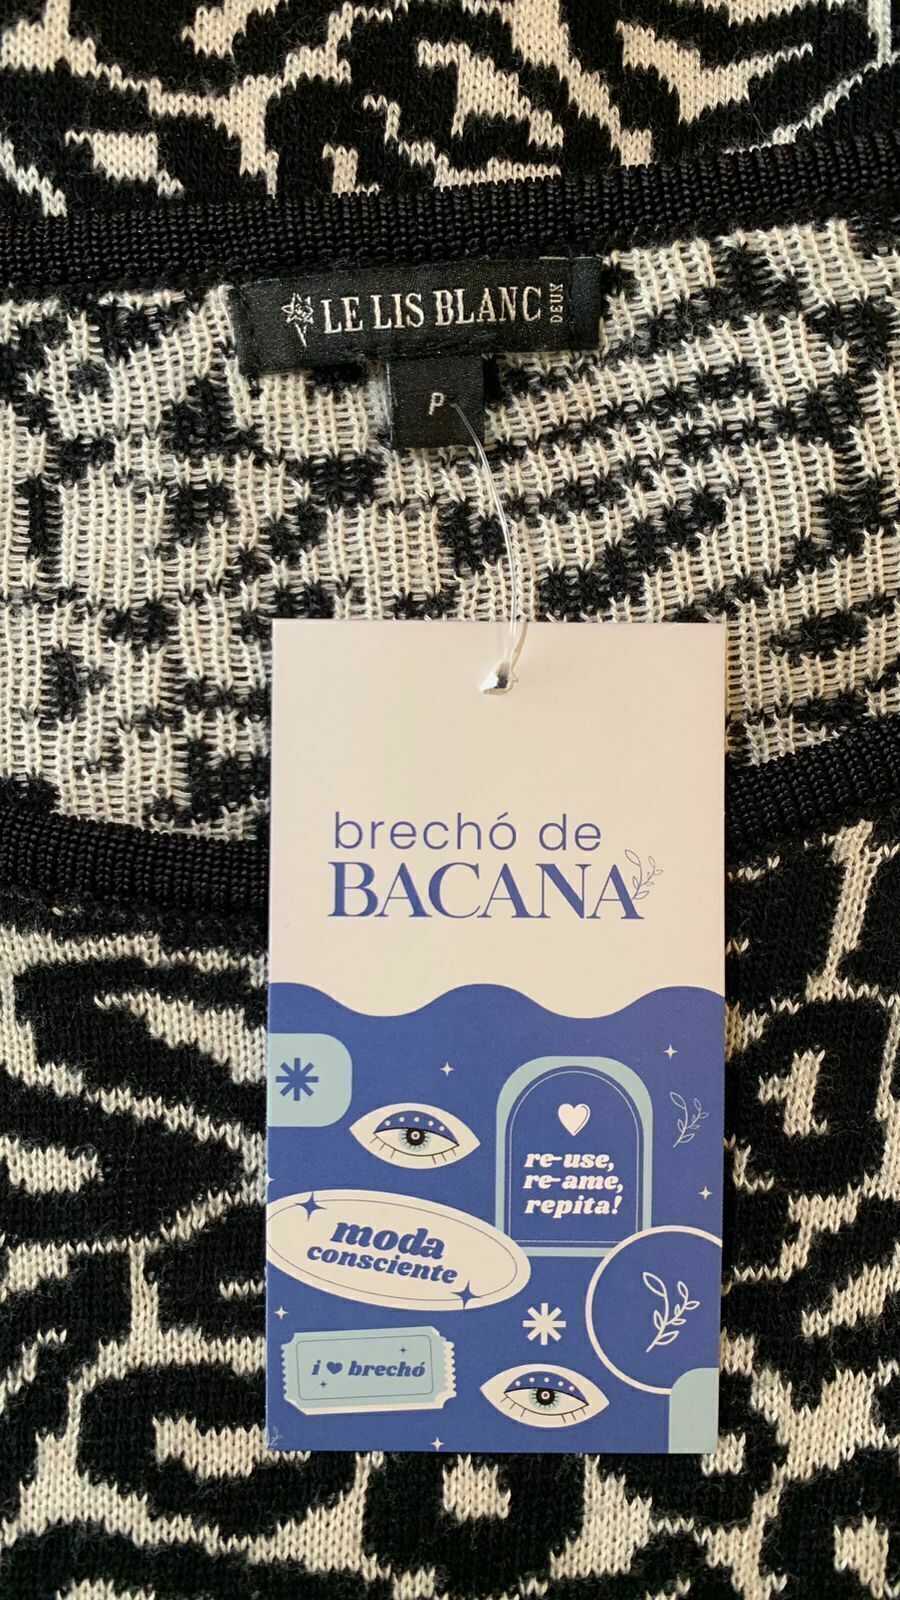 LE LIS BLANC DEUX
P
brechó de
BACANA
re-use,
re-ame,
repita!
moda
consciente
i ♥ brechó